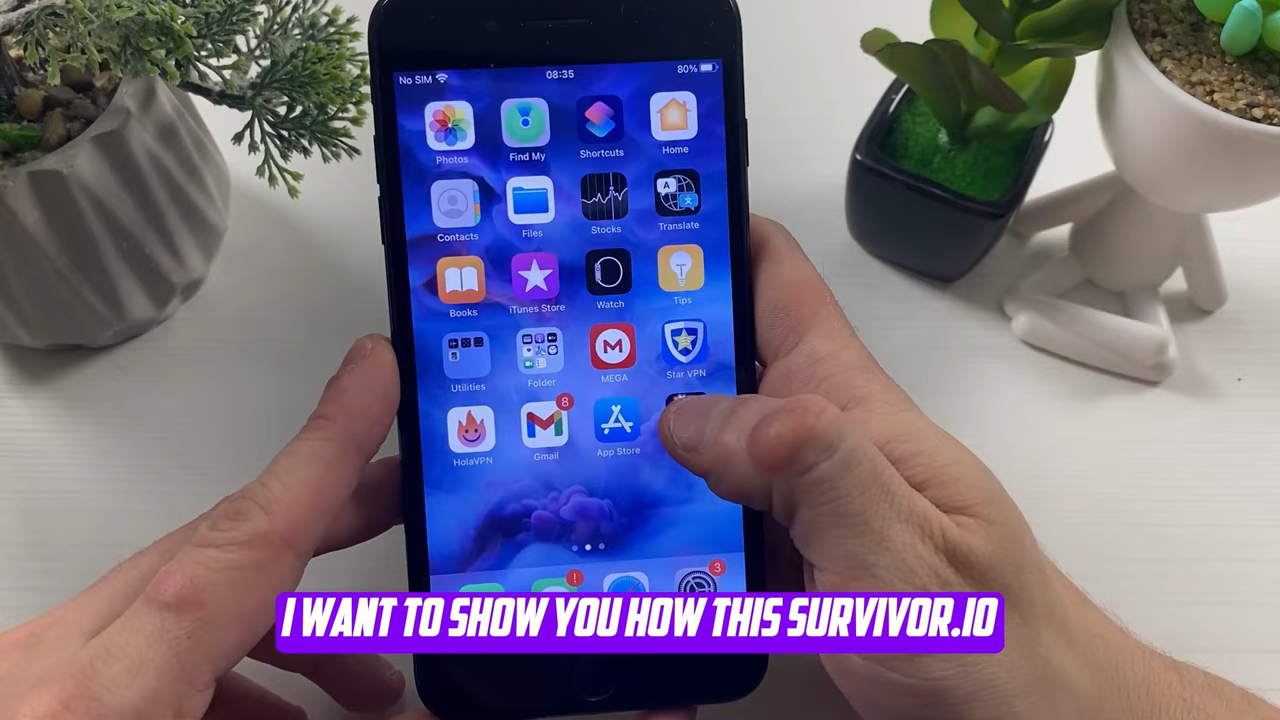 No SIM 08:35 80%
Photos Find My Shortcuts Home
Contacts Files Stocks Translate
Books iTunes Store Watch Tips
Utilities Folder MEGA Star VPN
8
HolaVPN Gmail App Store
! 3
I WANT TO SHOW YOU HOW THIS SURVIVOR.IO